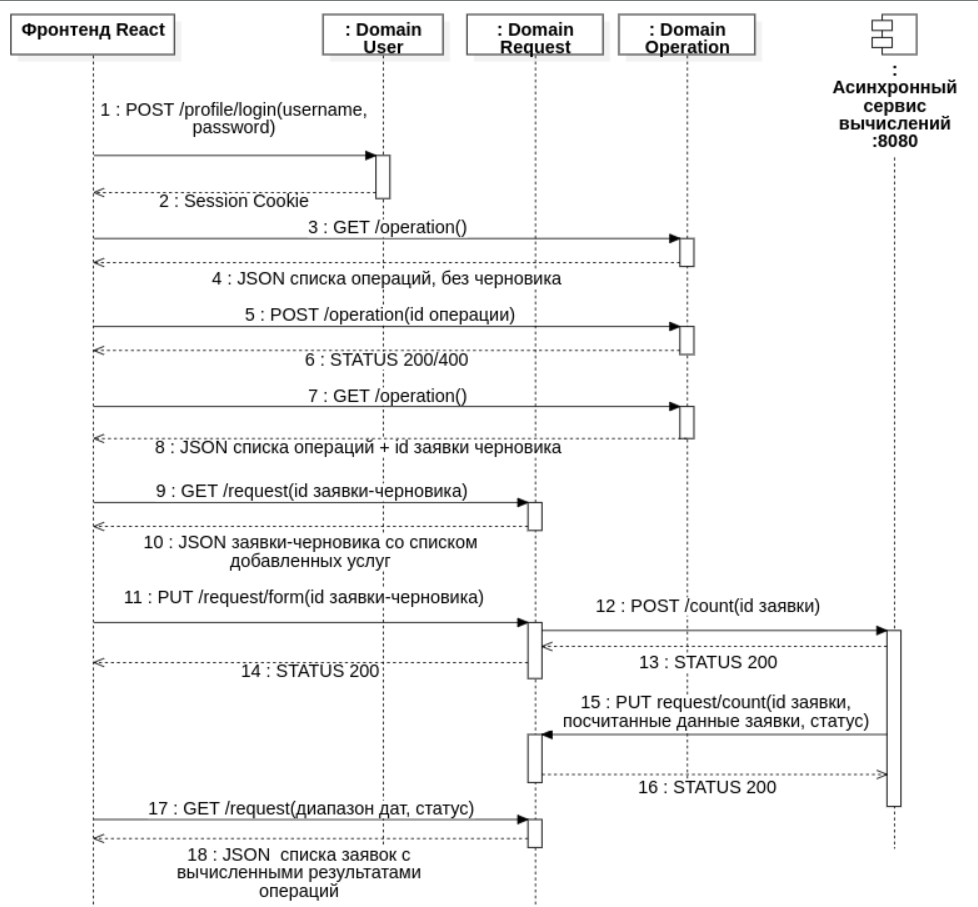 Фронтенд React
: Domain
User
: Domain
Request
: Domain
Operation
:
Асинхронный
сервис
вычислений
:8080
1 : POST /profile/login(username,
password)
2 : Session Cookie
3 : GET /operation()
4 : JSON списка операций, без черновика
5 : POST /operation(id операции)
6 : STATUS 200/400
7 : GET /operation()
8 : JSON списка операций + id заявки черновика
9 : GET /request(id заявки-черновика)
10 : JSON заявки-черновика со списком
добавленных услуг
11 : PUT /request/form(id заявки-черновика)
12 : POST /count(id заявки)
13 : STATUS 200
14 : STATUS 200
15 : PUT request/count(id заявки,
посчитанные данные заявки, статус)
16 : STATUS 200
17 : GET /request(диапазон дат, статус)
18 : JSON  списка заявок с
вычисленными результатами
операций